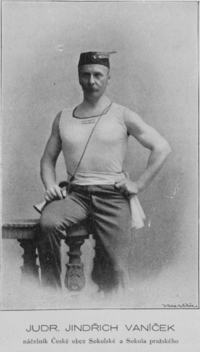 JUDR. JINDŘICH VANÍČEK
náčelník České obce Sokolské a Sokola pražského